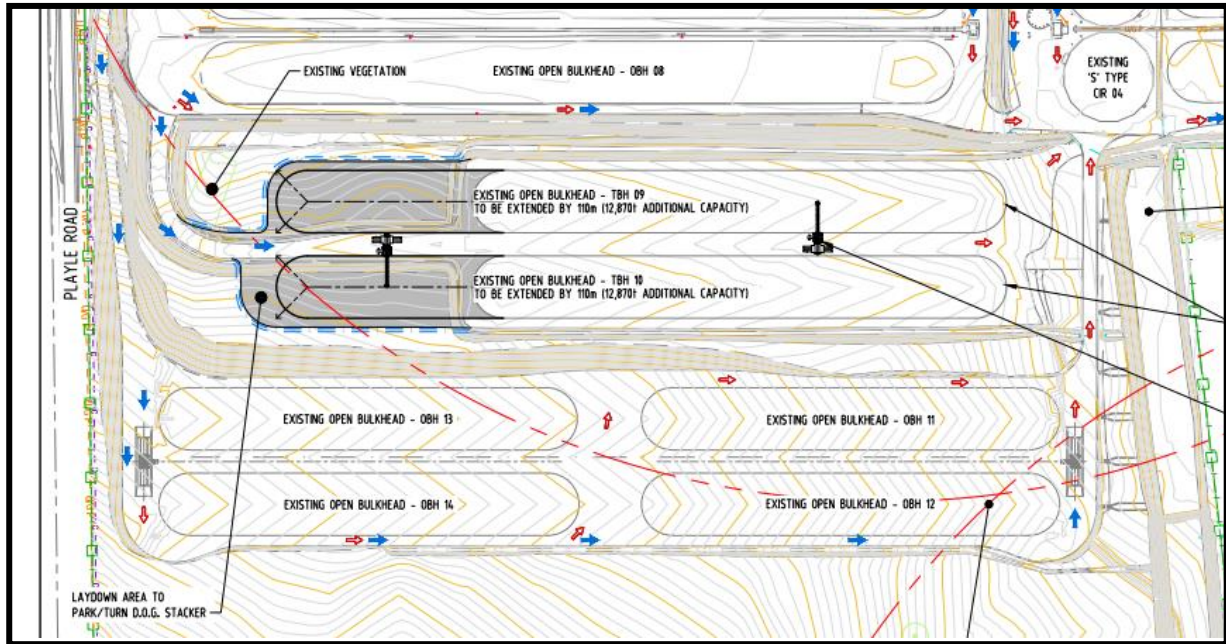 EXISTING VEGETATION
EXISTING OPEN BULKHEAD - OBH 08
EXISTING
'S' TYPE
CIR 04
EXISTING OPEN BULKHEAD - TBH 09
TO BE EXTENDED BY 110m (12,870t ADDITIONAL CAPACITY)
PLAYLE ROAD
EXISTING OPEN BULKHEAD - TBH 10
TO BE EXTENDED BY 110m (12,870t ADDITIONAL CAPACITY)
EXISTING OPEN BULKHEAD - OBH 13
EXISTING OPEN BULKHEAD - OBH 11
EXISTING OPEN BULKHEAD - OBH 14
EXISTING OPEN BULKHEAD - OBH 12
LAYDOWN AREA TO
PARK/TURN D.O.G. STACKER